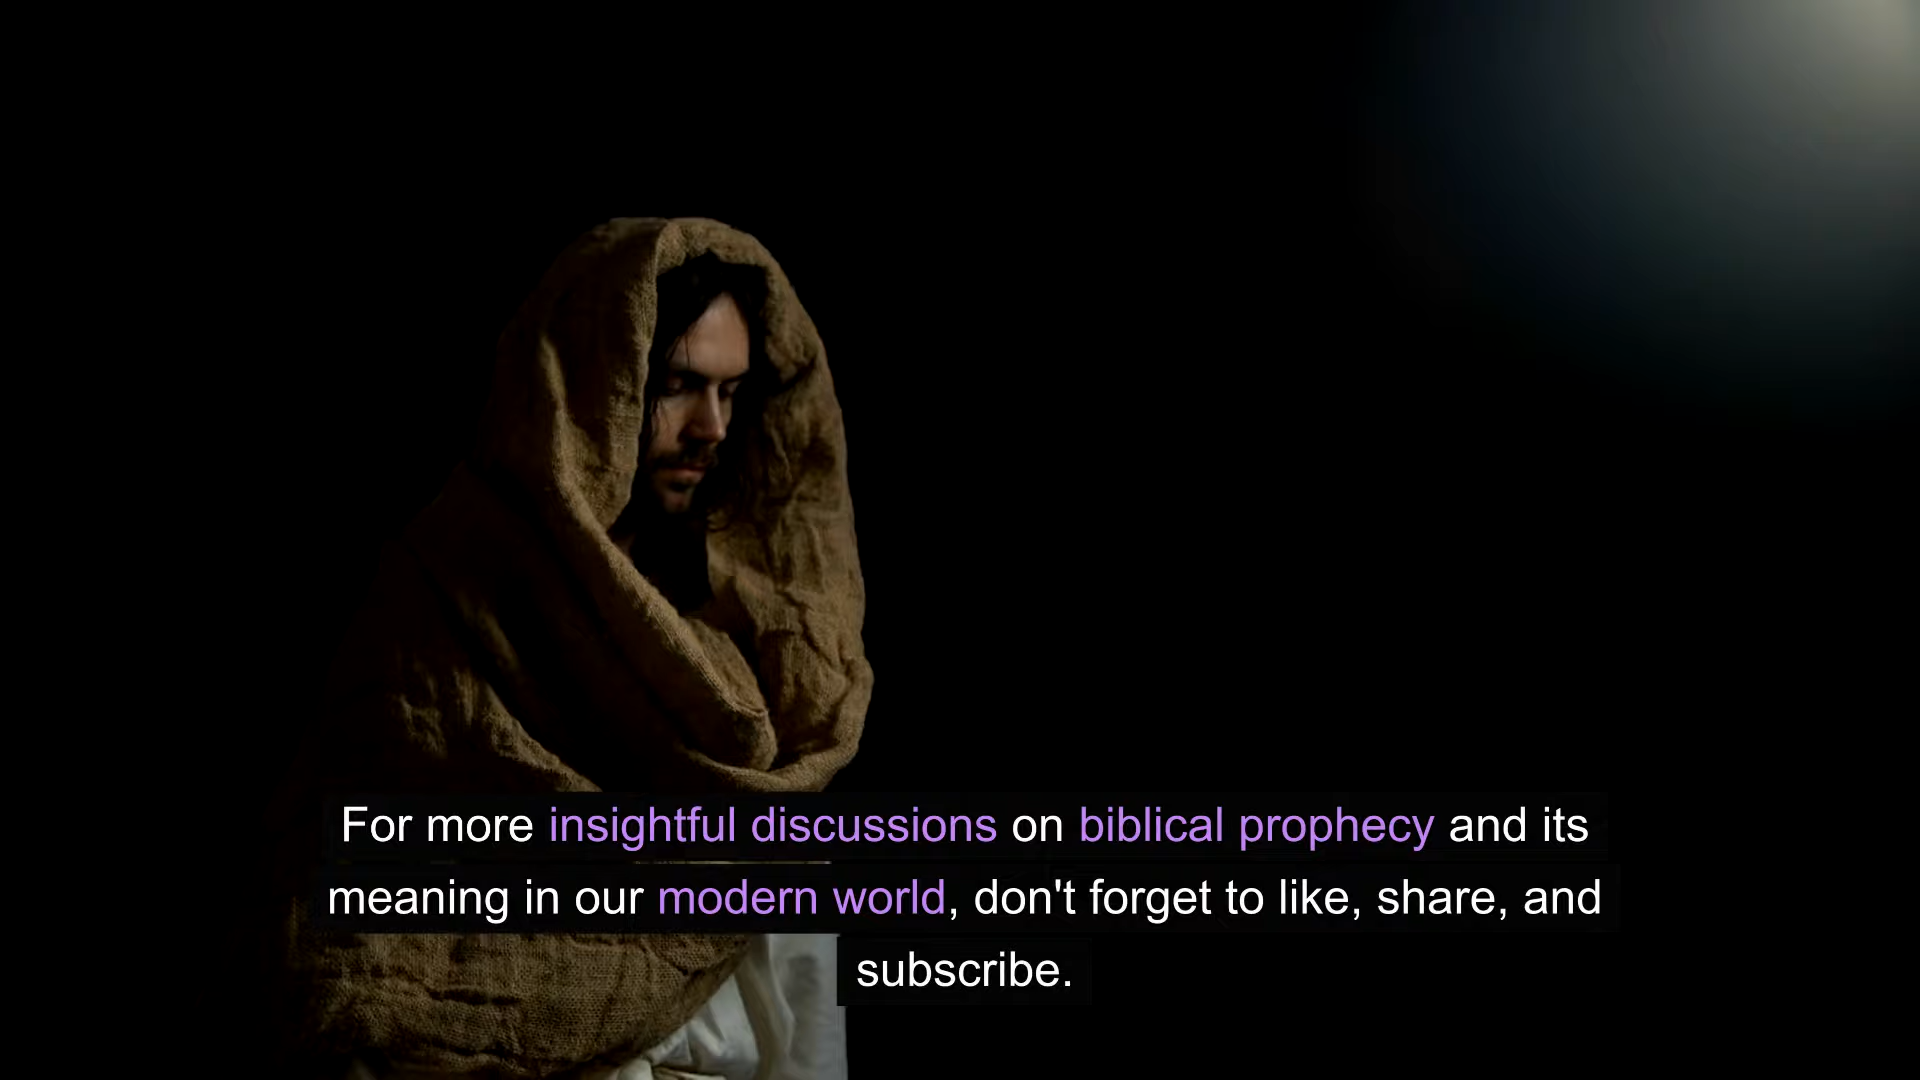 For more insightful discussions on biblical prophecy and its
meaning in our modern world, don't forget to like, share, and
subscribe.